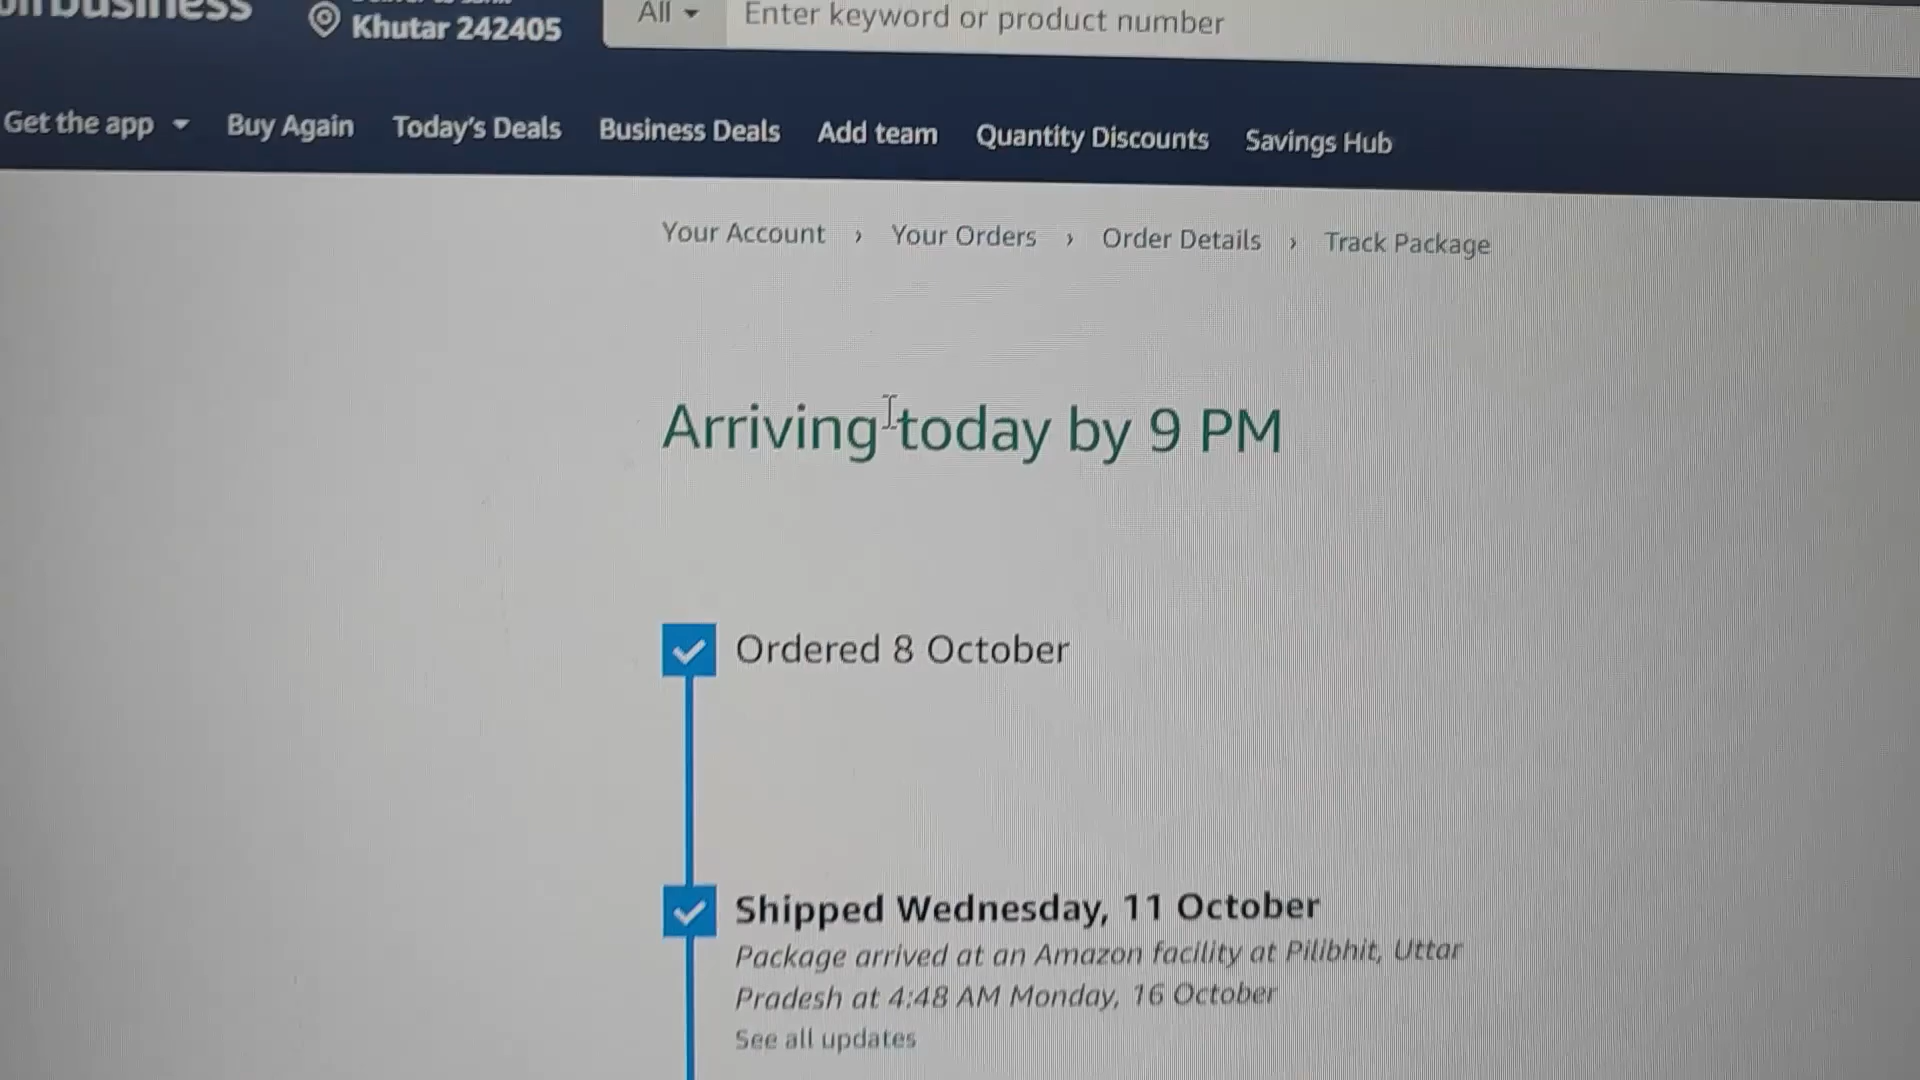 business
Khutar 242405
All
Enter keyword or product number
Get the app
Buy Again
Today's Deals
Business Deals
Add team
Quantity Discounts
Savings Hub
Your Account › Your Orders › Order Details › Track Package
Arriving today by 9 PM
Ordered 8 October
Shipped Wednesday, 11 October
Package arrived at an Amazon facility at Pilibhit, Uttar
Pradesh at 4:48 AM Monday, 16 October
See all updates